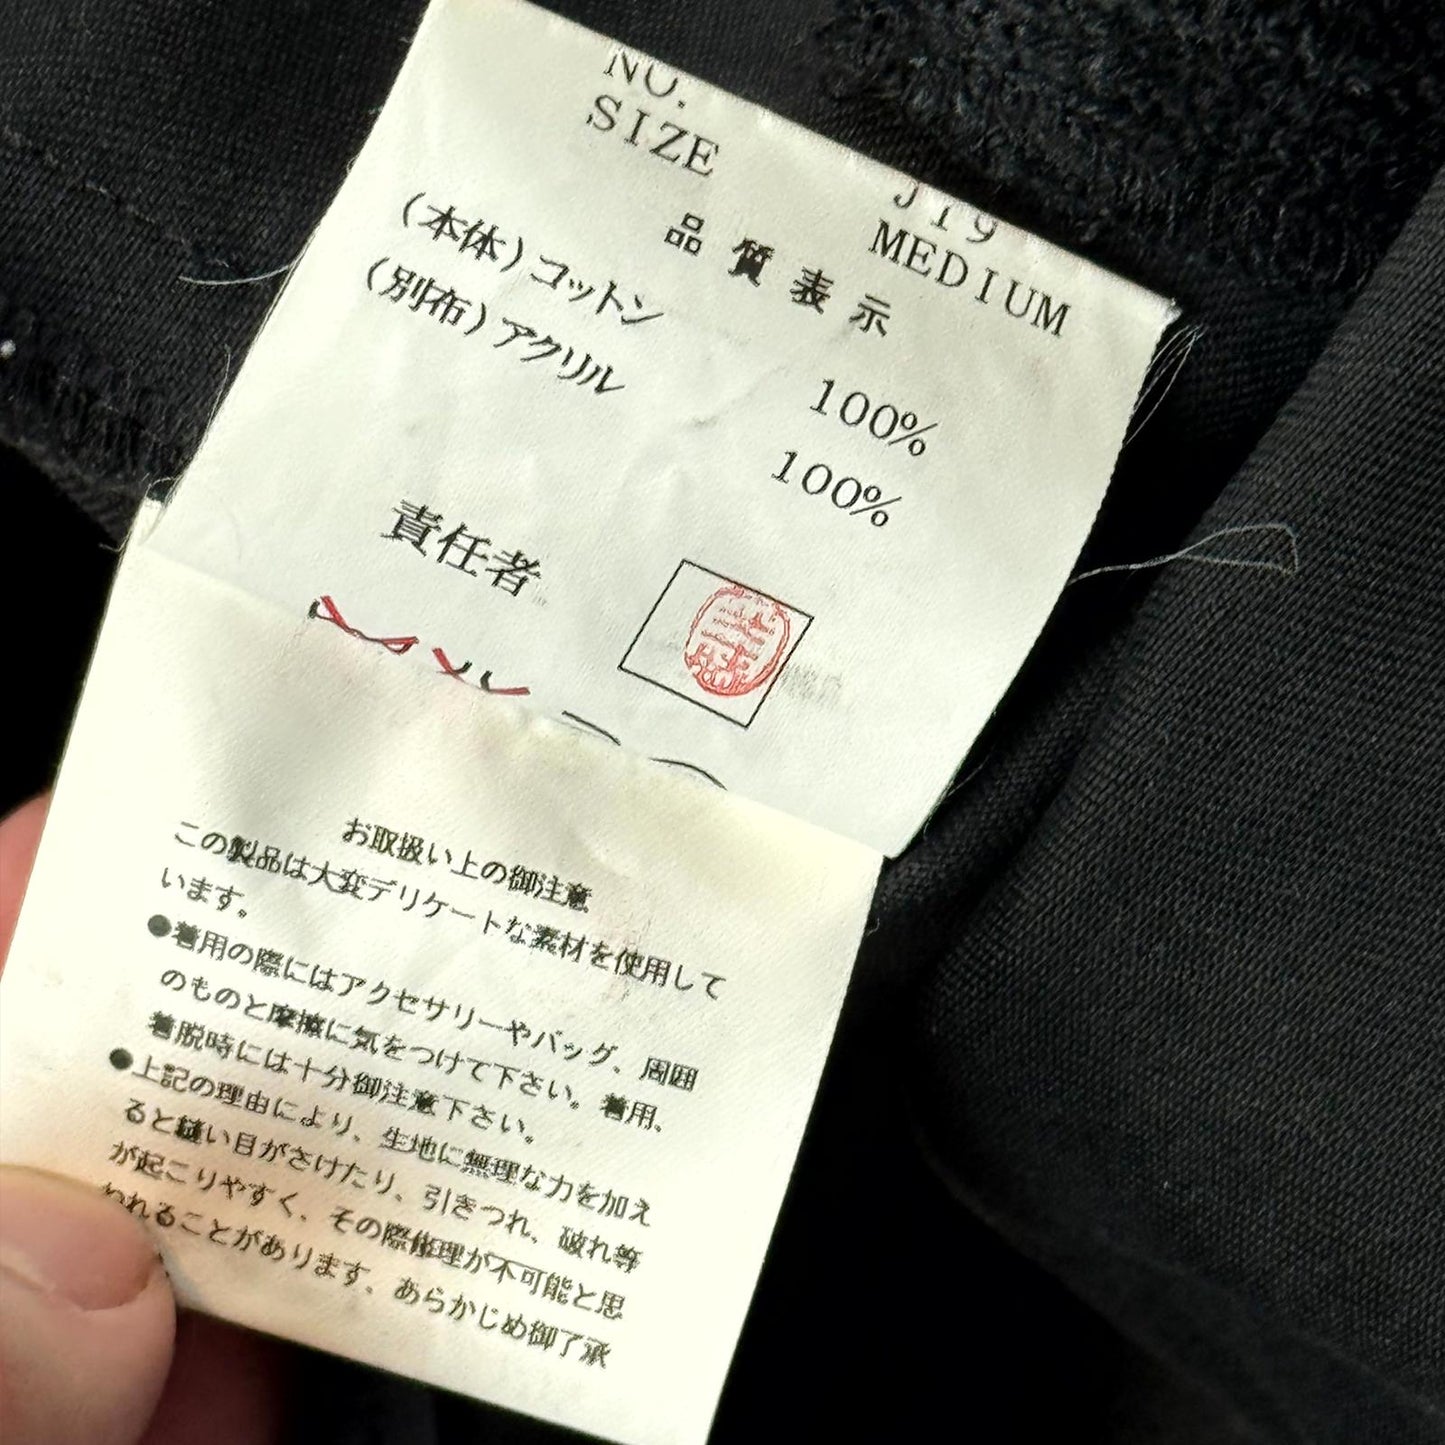 NO. J19
SIZE MEDIUM
品質表示
(本体)コットン 100%
(別布)アクリル 100%
責任者
お取扱い上の御注意
この製品は大変デリケートな素材を使用して
います。
●着用の際にはアクセサリーやバッグ、周囲
のものと摩擦に気をつけて下さい。着用、
着脱時には十分御注意下さい。
●上記の理由により、生地に無理な力を加え
ると縫い目がさけたり、引きつれ、破れ等
が起こりやすく、その際修理が不可能と思
われることがあります、あらかじめ御了承